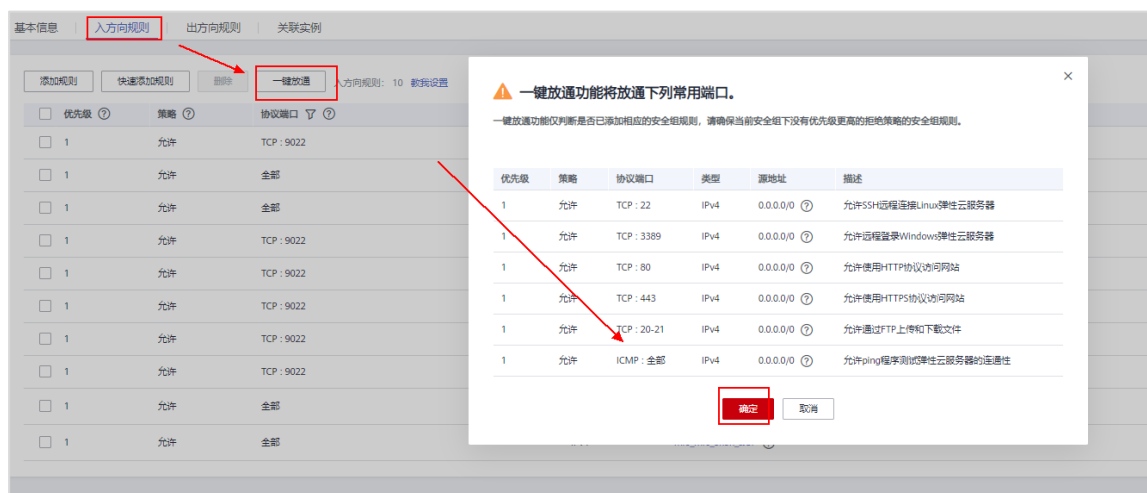 基本信息 入方向规则 出方向规则 关联实例
添加规则 快速添加规则 删除 一键放通 入方向规则: 10 教我设置
优先级 策略 协议端口
1 允许 TCP : 9022
1 允许 全部
1 允许 全部
1 允许 TCP : 9022
1 允许 TCP : 9022
1 允许 TCP : 9022
1 允许 TCP : 9022
1 允许 TCP : 9022
1 允许 全部
1 允许 全部
一键放通功能将放通下列常用端口。
一键放通功能仅判断是否已添加相应的安全组规则，请确保当前安全组下没有优先级更高的拒绝策略的安全组规则。
优先级 策略 协议端口 类型 源地址 描述
1 允许 TCP : 22 IPv4 0.0.0.0/0 允许SSH远程连接Linux弹性云服务器
1 允许 TCP : 3389 IPv4 0.0.0.0/0 允许远程登录Windows弹性云服务器
1 允许 TCP : 80 IPv4 0.0.0.0/0 允许使用HTTP协议访问网站
1 允许 TCP : 443 IPv4 0.0.0.0/0 允许使用HTTPS协议访问网站
1 允许 TCP : 20-21 IPv4 0.0.0.0/0 允许通过FTP上传和下载文件
1 允许 ICMP : 全部 IPv4 0.0.0.0/0 允许ping程序测试弹性云服务器的连通性
确定 取消